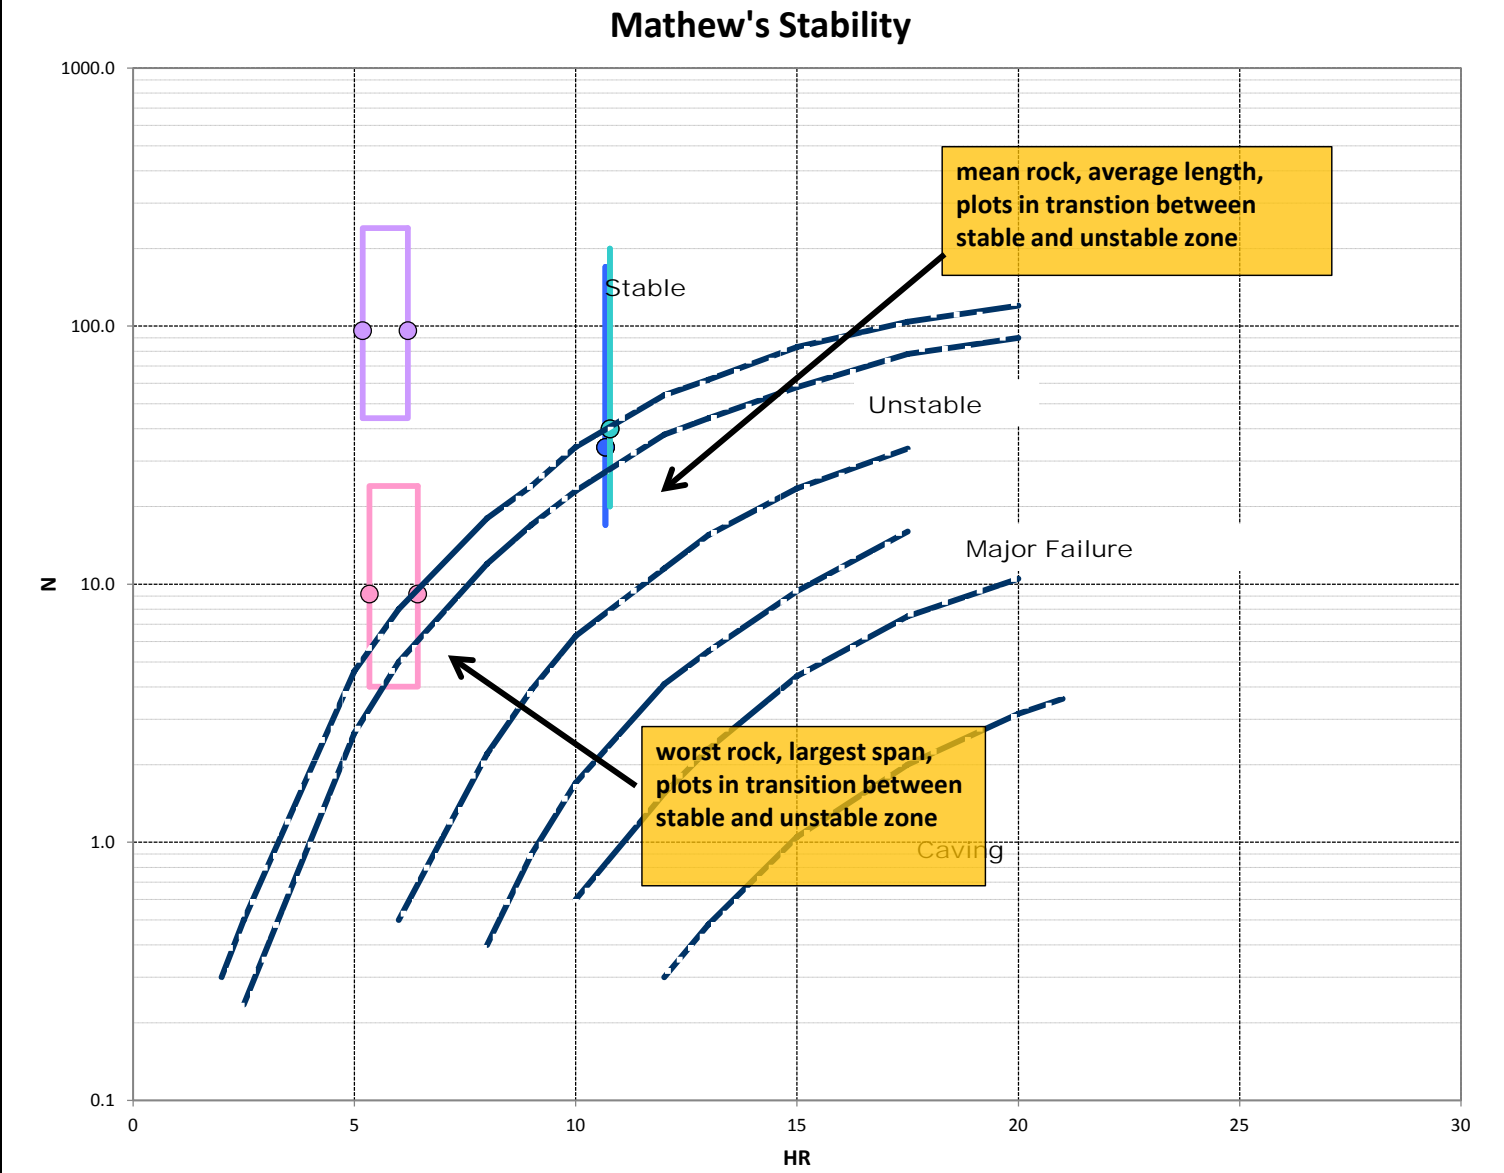 Mathew's Stability
1000.0
mean rock, average length,
plots in transtion between
stable and unstable zone
Stable
100.0
Unstable
Major Failure
10.0
N
worst rock, largest span,
plots in transition between
stable and unstable zone
1.0
Caving
0.1
0 5 10 15 20 25 30
HR